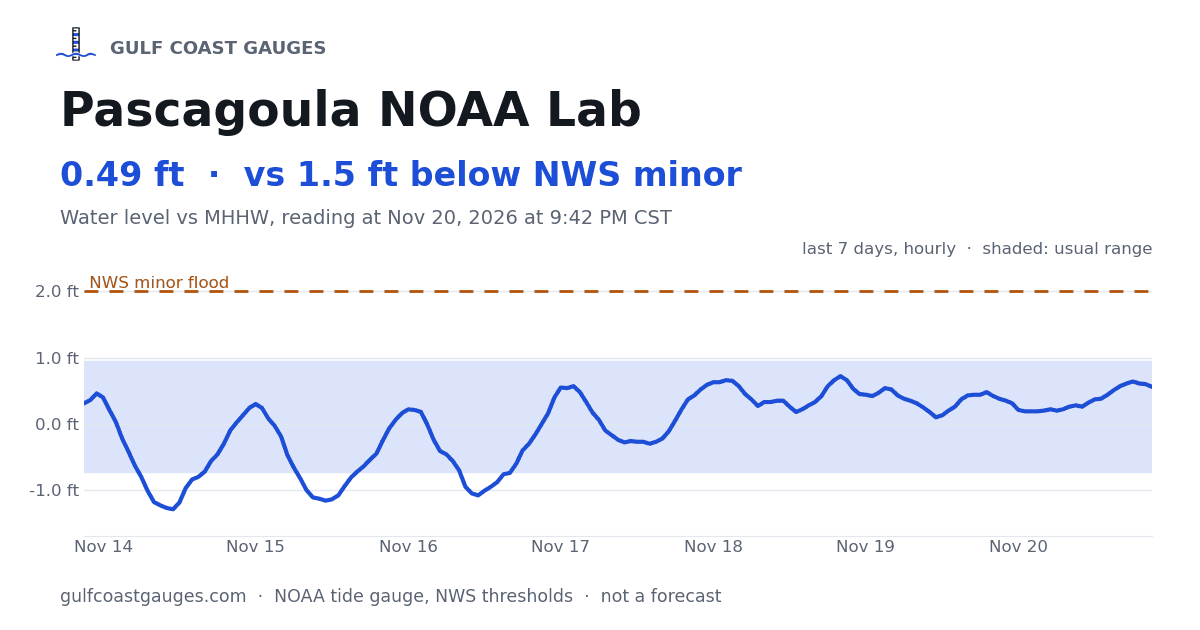 GULF COAST GAUGES
Pascagoula NOAA Lab
0.49 ft · vs 1.5 ft below NWS minor
Water level vs MHHW, reading at Nov 20, 2026 at 9:42 PM CST
last 7 days, hourly · shaded: usual range
NWS minor flood
2.0 ft
1.0 ft
0.0 ft
-1.0 ft
Nov 14 Nov 15 Nov 16 Nov 17 Nov 18 Nov 19 Nov 20
gulfcoastgauges.com · NOAA tide gauge, NWS thresholds · not a forecast